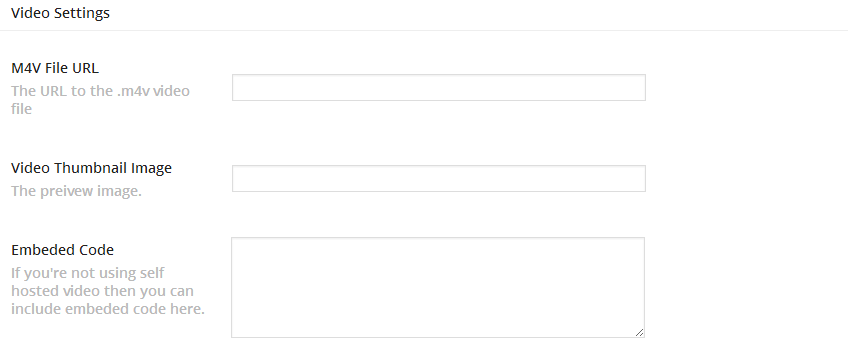 Video Settings
M4V File URL
The URL to the .m4v video
file
Video Thumbnail Image
The preivew image.
Embeded Code
If you're not using self
hosted video then you can
include embeded code here.